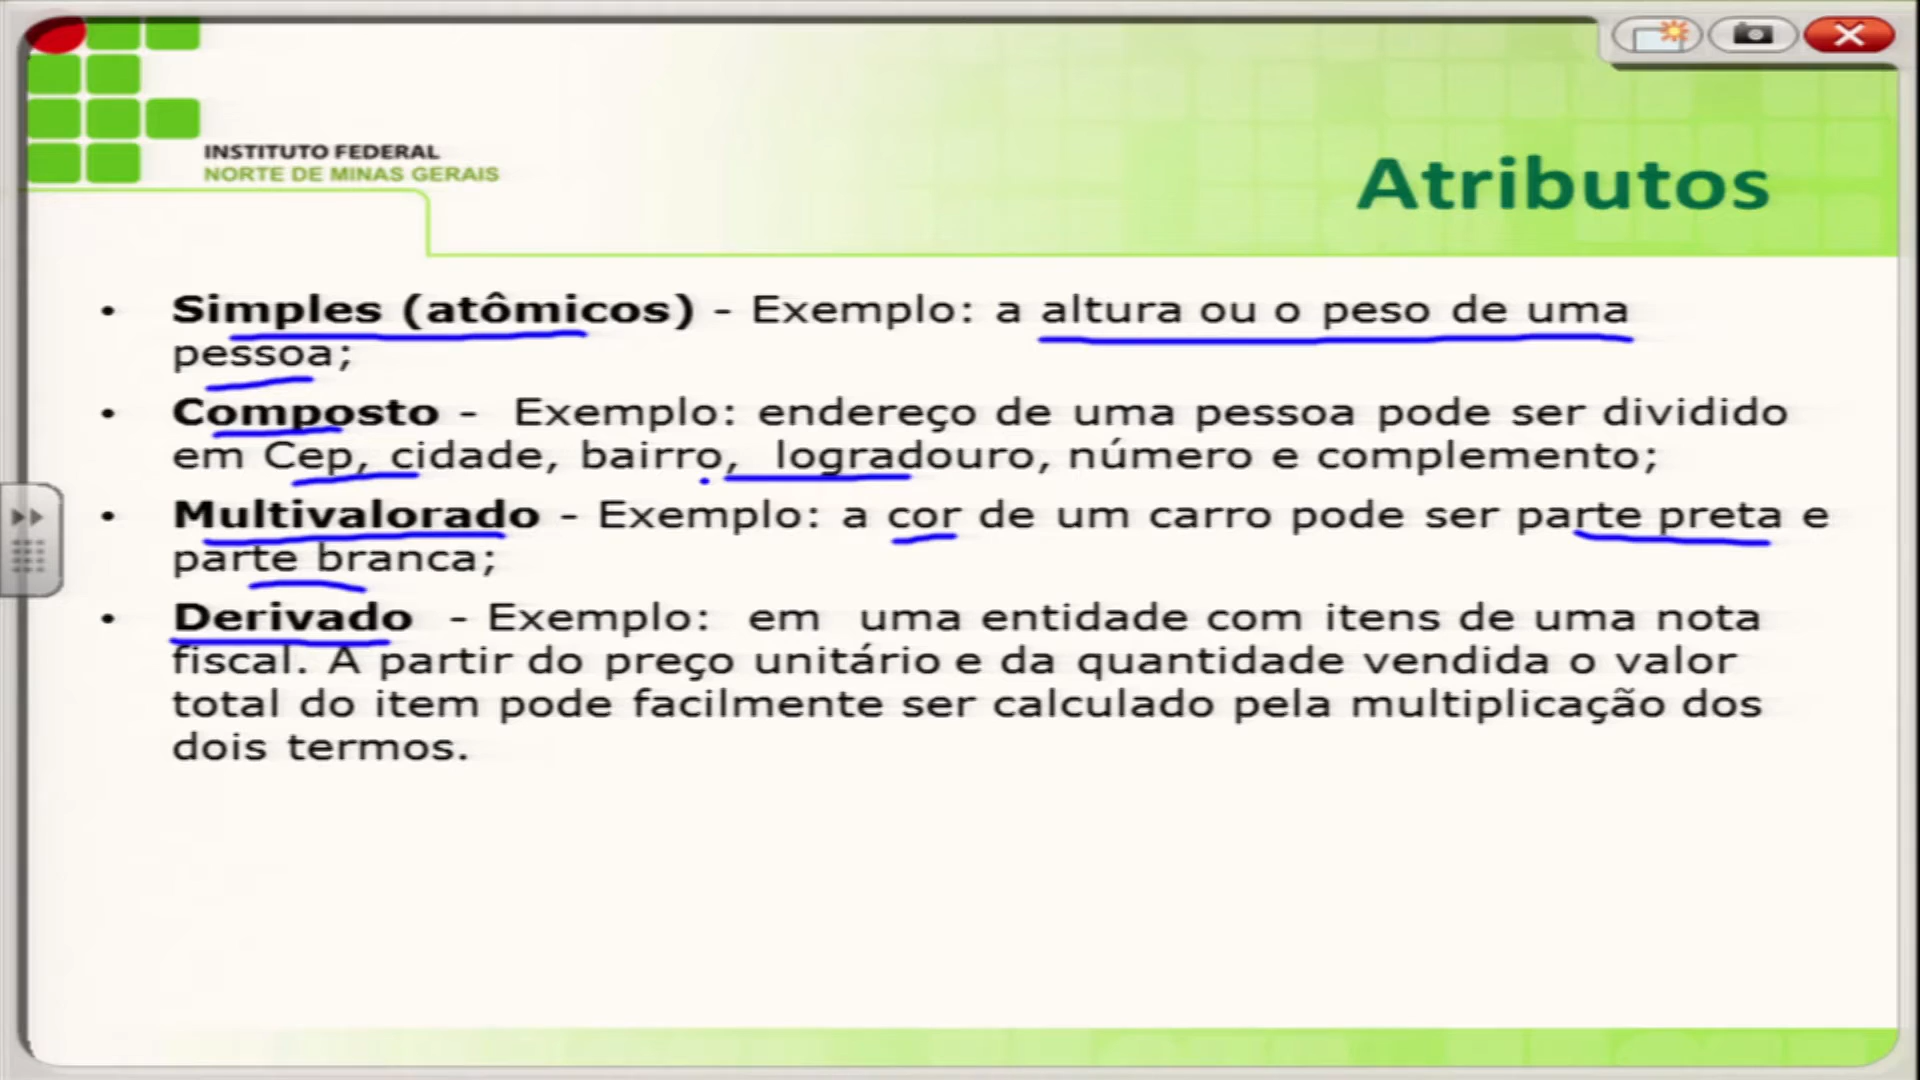 INSTITUTO FEDERAL
NORTE DE MINAS GERAIS
Atributos
• Simples (atômicos) - Exemplo: a altura ou o peso de uma
pessoa;
• Composto - Exemplo: endereço de uma pessoa pode ser dividido
em Cep, cidade, bairro, logradouro, número e complemento;
• Multivalorado - Exemplo: a cor de um carro pode ser parte preta e
parte branca;
• Derivado - Exemplo: em uma entidade com itens de uma nota
fiscal. A partir do preço unitário e da quantidade vendida o valor
total do item pode facilmente ser calculado pela multiplicação dos
dois termos.